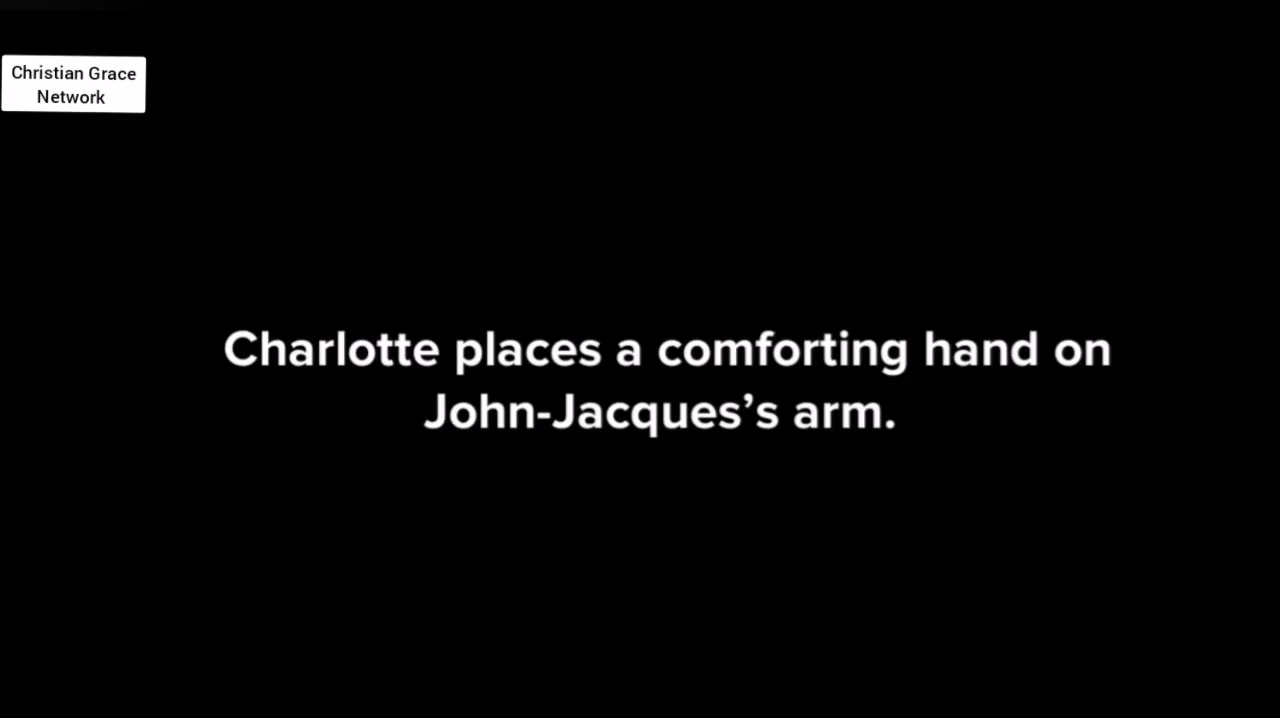 Christian Grace
Network
Charlotte places a comforting hand on
John-Jacques’s arm.